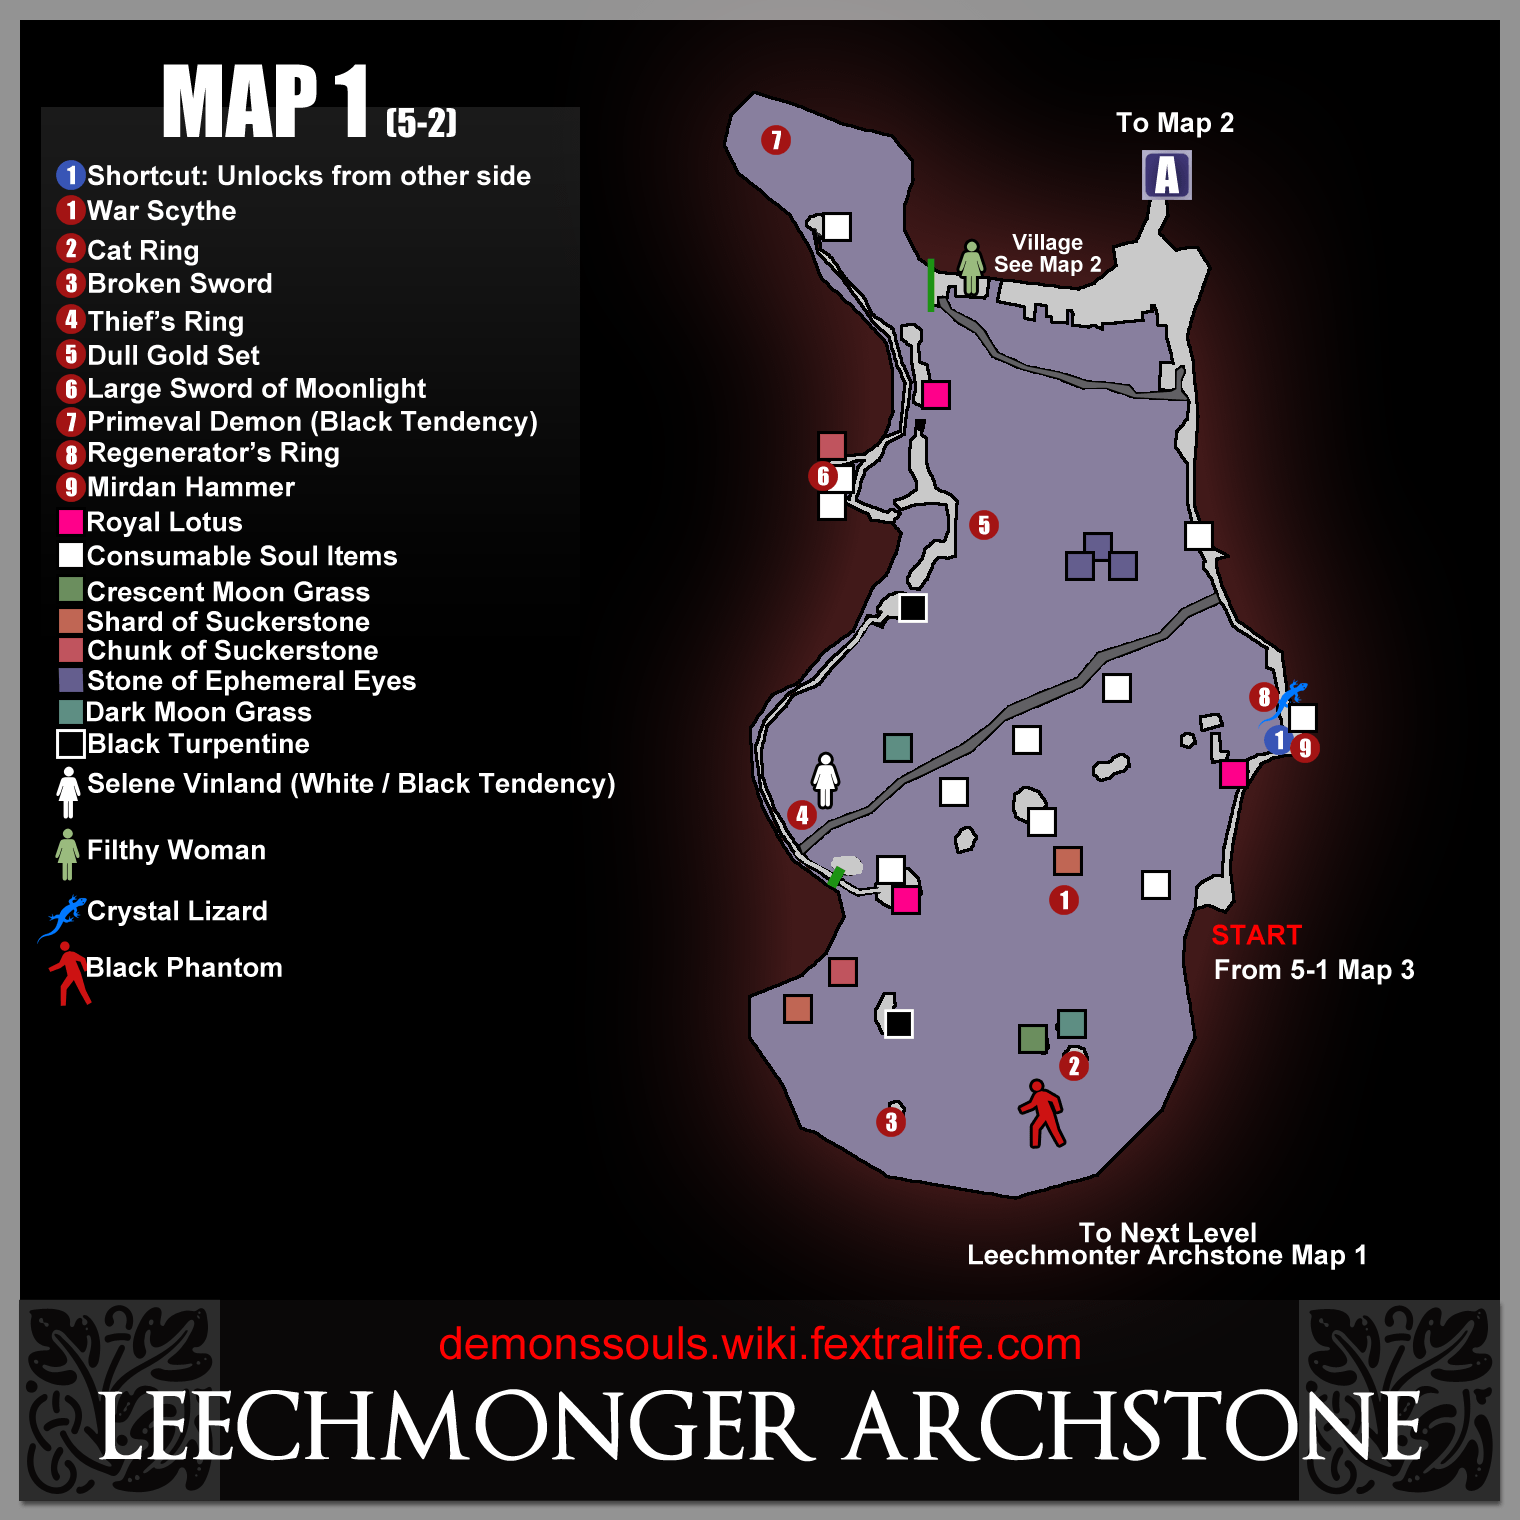 MAP 1 (5-2)
1 Shortcut: Unlocks from other side
1 War Scythe
2 Cat Ring
3 Broken Sword
4 Thief's Ring
5 Dull Gold Set
6 Large Sword of Moonlight
7 Primeval Demon (Black Tendency)
8 Regenerator's Ring
9 Mirdan Hammer
Royal Lotus
Consumable Soul Items
Crescent Moon Grass
Shard of Suckerstone
Chunk of Suckerstone
Stone of Ephemeral Eyes
Dark Moon Grass
Black Turpentine
Selene Vinland (White / Black Tendency)
Filthy Woman
Crystal Lizard
Black Phantom
To Map 2
7
A
Village
See Map 2
6
5
8
1
9
4
1
START
From 5-1 Map 3
2
3
To Next Level
Leechmonter Archstone Map 1
demonssouls.wiki.fextralife.com
LEECHMONGER ARCHSTONE